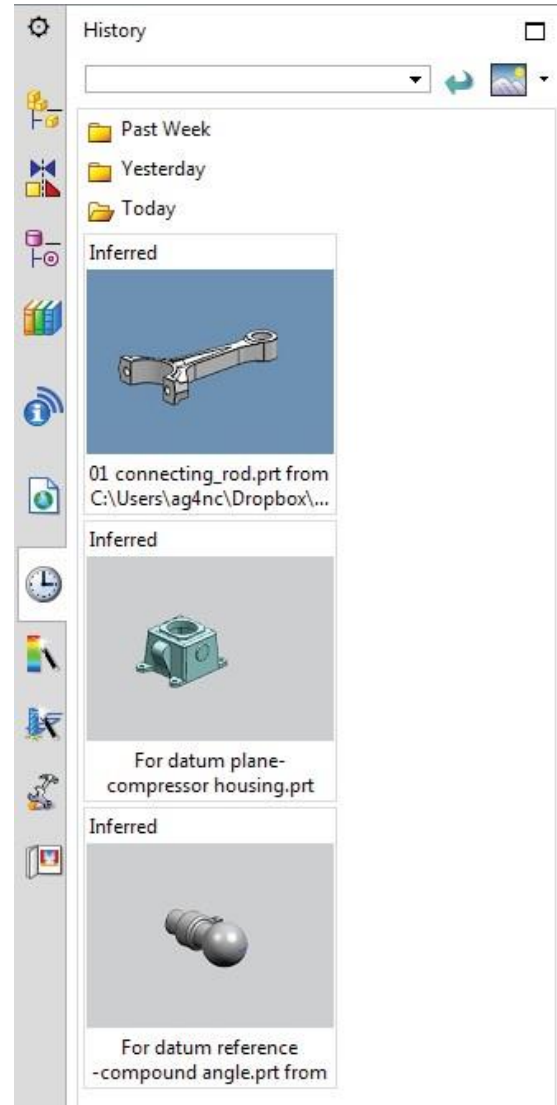 History
Past Week
Yesterday
Today
Inferred
01 connecting_rod.prt from
C:\Users\ag4nc\Dropbox\...
Inferred
For datum plane-
compressor housing.prt
Inferred
For datum reference
-compound angle.prt from